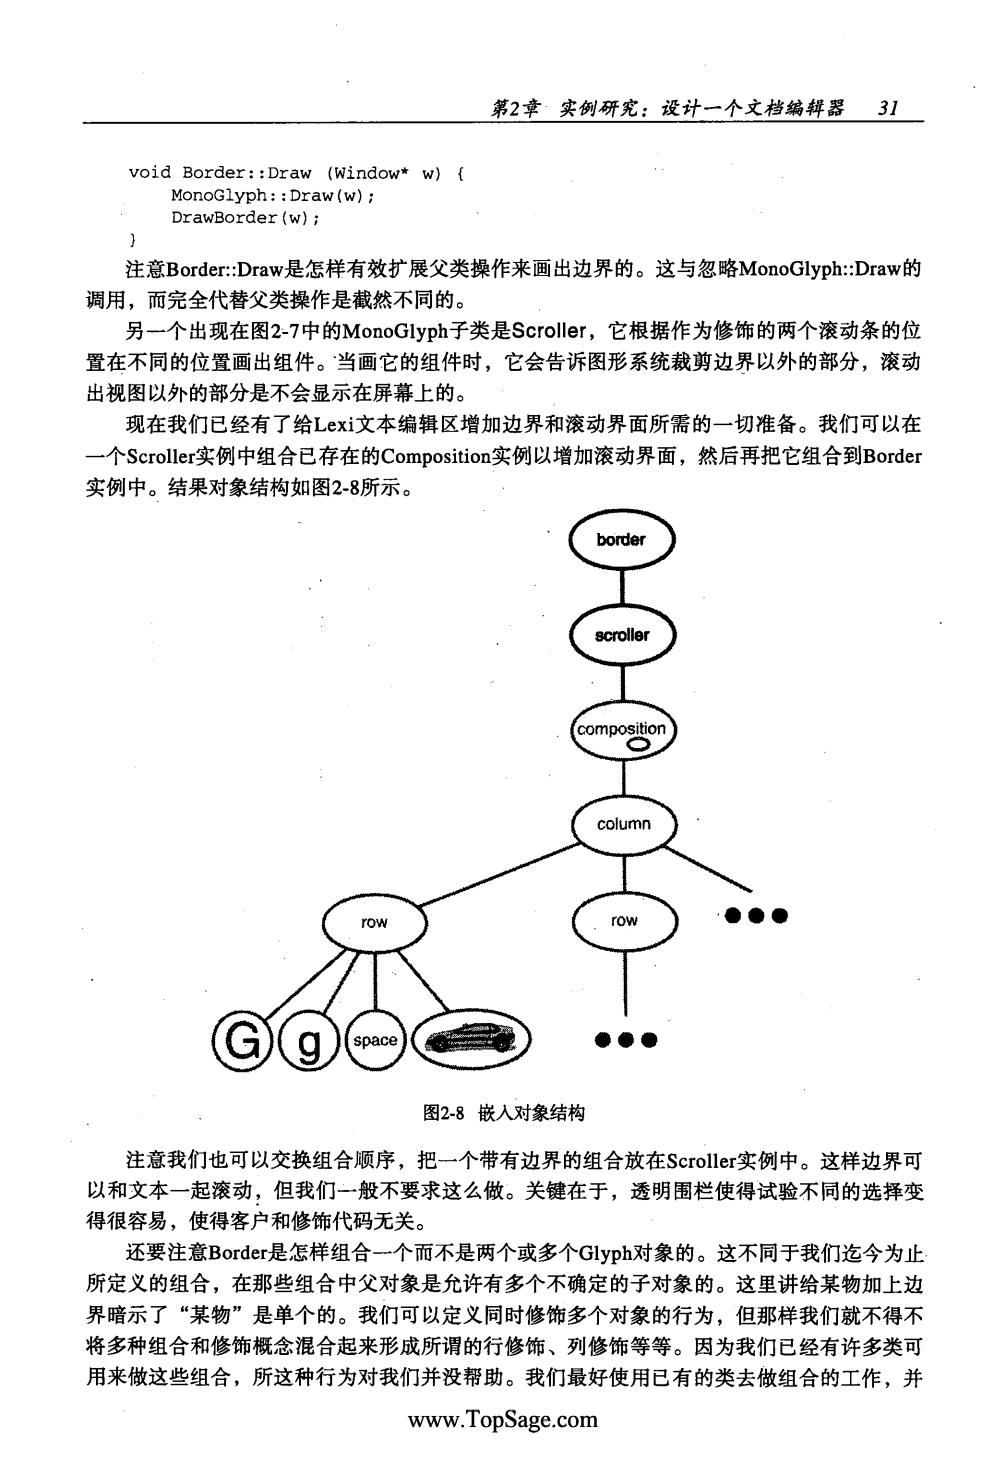 第2章 实例研究：设计一个文档编辑器 31
void Border::Draw (Window* w) {
MonoGlyph::Draw(w);
DrawBorder(w);
}
注意Border::Draw是怎样有效扩展父类操作来画出边界的。这与忽略MonoGlyph::Draw的
调用，而完全代替父类操作是截然不同的。
另一个出现在图2-7中的MonoGlyph子类是Scroller，它根据作为修饰的两个滚动条的位
置在不同的位置画出组件。当画它的组件时，它会告诉图形系统裁剪边界以外的部分，滚动
出视图以外的部分是不会显示在屏幕上的。
现在我们已经有了给Lexi文本编辑区增加边界和滚动界面所需的一切准备。我们可以在
一个Scroller实例中组合已存在的Composition实例以增加滚动界面，然后再把它组合到Border
实例中。结果对象结构如图2-8所示。
border
scroller
composition
column
row
row
G g space
图2-8 嵌入对象结构
注意我们也可以交换组合顺序，把一个带有边界的组合放在Scroller实例中。这样边界可
以和文本一起滚动，但我们一般不要求这么做。关键在于，透明围栏使得试验不同的选择变
得很容易，使得客户和修饰代码无关。
还要注意Border是怎样组合一个而不是两个或多个Glyph对象的。这不同于我们迄今为止
所定义的组合，在那些组合中父对象是允许有多个不确定的子对象的。这里讲给某物加上边
界暗示了“某物”是单个的。我们可以定义同时修饰多个对象的行为，但那样我们就不得不
将多种组合和修饰概念混合起来形成所谓的行修饰、列修饰等等。因为我们已经有许多类可
用来做这些组合，所这种行为对我们并没帮助。我们最好使用已有的类去做组合的工作，并
www.TopSage.com